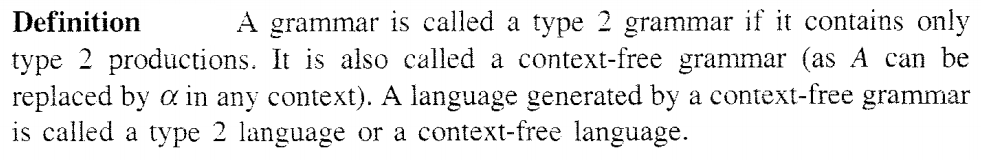 Definition A grammar is called a type 2 grammar if it contains only
type 2 productions. It is also called a context-free grammar (as A can be
replaced by α in any context). A language generated by a context-free grammar
is called a type 2 language or a context-free language.